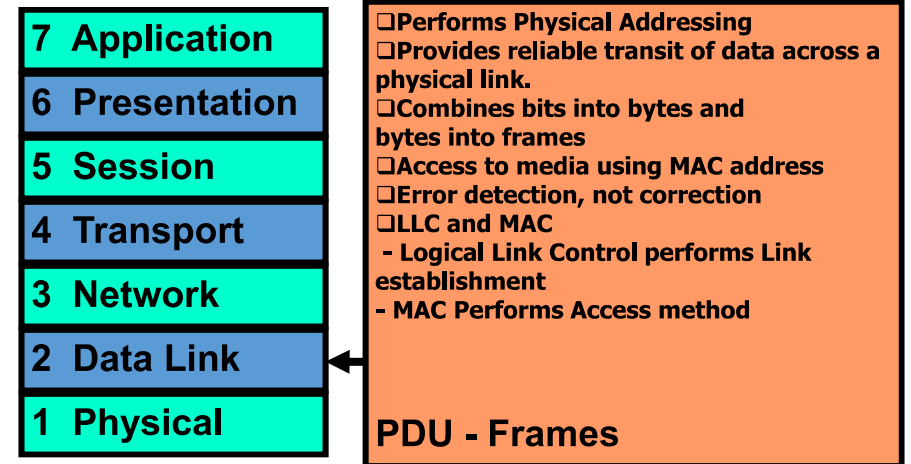 7 Application
6 Presentation
5 Session
4 Transport
3 Network
2 Data Link
1 Physical
❑Performs Physical Addressing
❑Provides reliable transit of data across a
physical link.
❑Combines bits into bytes and
bytes into frames
❑Access to media using MAC address
❑Error detection, not correction
❑LLC and MAC
- Logical Link Control performs Link
establishment
- MAC Performs Access method
PDU - Frames